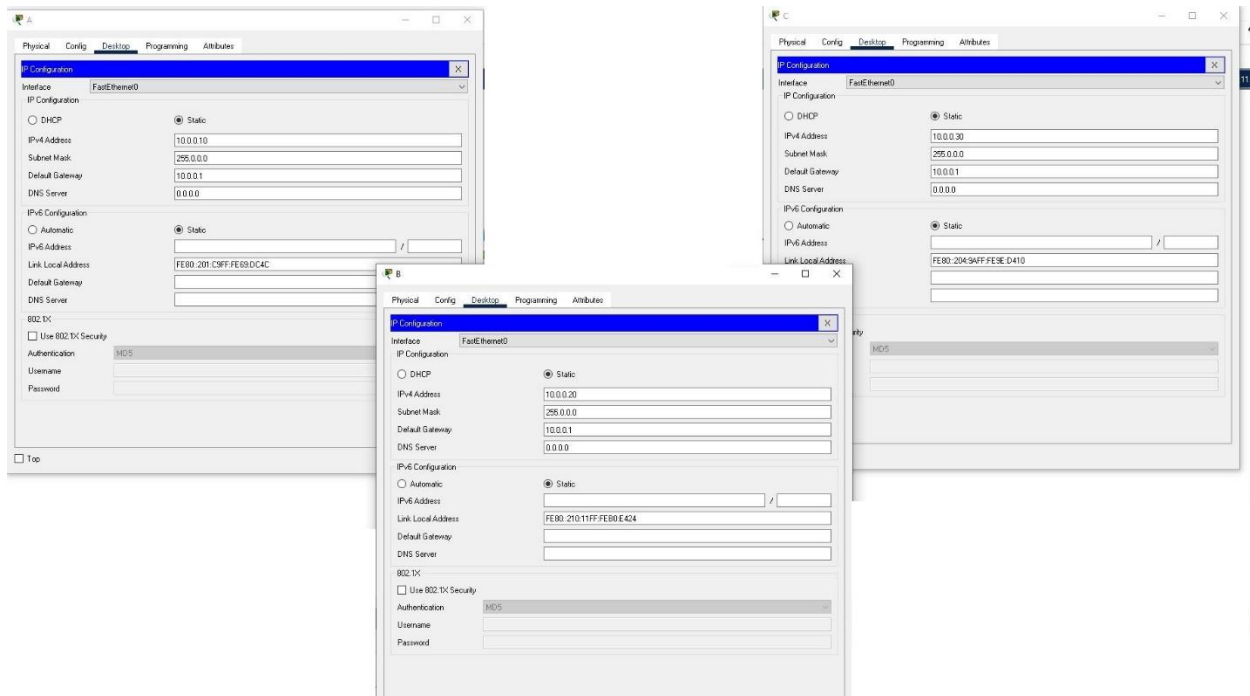 A
Physical Config Desktop Programming Attributes
IP Configuration
Interface FastEthernet0
IP Configuration
DHCP Static
IPv4 Address 10.0.0.10
Subnet Mask 255.0.0.0
Default Gateway 10.0.0.1
DNS Server 0.0.0.0
IPv6 Configuration
Automatic Static
IPv6 Address /
Link Local Address FE80::201:C9FF:FE69:DC4C
Default Gateway
DNS Server
802.1X
Use 802.1X Security
Authentication MD5
Username
Password
Top
C
Physical Config Desktop Programming Attributes
IP Configuration
Interface FastEthernet0
IP Configuration
DHCP Static
IPv4 Address 10.0.0.30
Subnet Mask 255.0.0.0
Default Gateway 10.0.0.1
DNS Server 0.0.0.0
IPv6 Configuration
Automatic Static
IPv6 Address /
Link Local Address FE80::204:9AFF:FE9E:D410
MD5
11
B
Physical Config Desktop Programming Attributes
IP Configuration
Interface FastEthernet0
IP Configuration
DHCP Static
IPv4 Address 10.0.0.20
Subnet Mask 255.0.0.0
Default Gateway 10.0.0.1
DNS Server 0.0.0.0
IPv6 Configuration
Automatic Static
IPv6 Address /
Link Local Address FE80::210:11FF:FEB0:E424
Default Gateway
DNS Server
802.1X
Use 802.1X Security
Authentication MD5
Username
Password